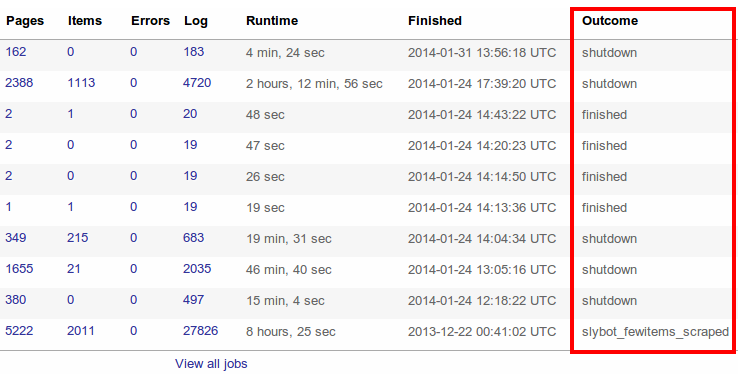 Pages Items Errors Log Runtime Finished Outcome
162 0 0 183 4 min, 24 sec 2014-01-31 13:56:18 UTC shutdown
2388 1113 0 4720 2 hours, 12 min, 56 sec 2014-01-24 17:39:20 UTC shutdown
2 1 0 20 48 sec 2014-01-24 14:43:22 UTC finished
2 0 0 19 47 sec 2014-01-24 14:20:23 UTC finished
2 0 0 19 26 sec 2014-01-24 14:14:50 UTC finished
1 1 0 19 19 sec 2014-01-24 14:13:36 UTC finished
349 215 0 683 19 min, 31 sec 2014-01-24 14:04:34 UTC shutdown
1655 21 0 2035 46 min, 40 sec 2014-01-24 13:05:16 UTC shutdown
380 0 0 497 15 min, 4 sec 2014-01-24 12:18:22 UTC shutdown
5222 2011 0 27826 8 hours, 25 sec 2013-12-22 00:41:02 UTC slybot_fewitems_scraped
View all jobs